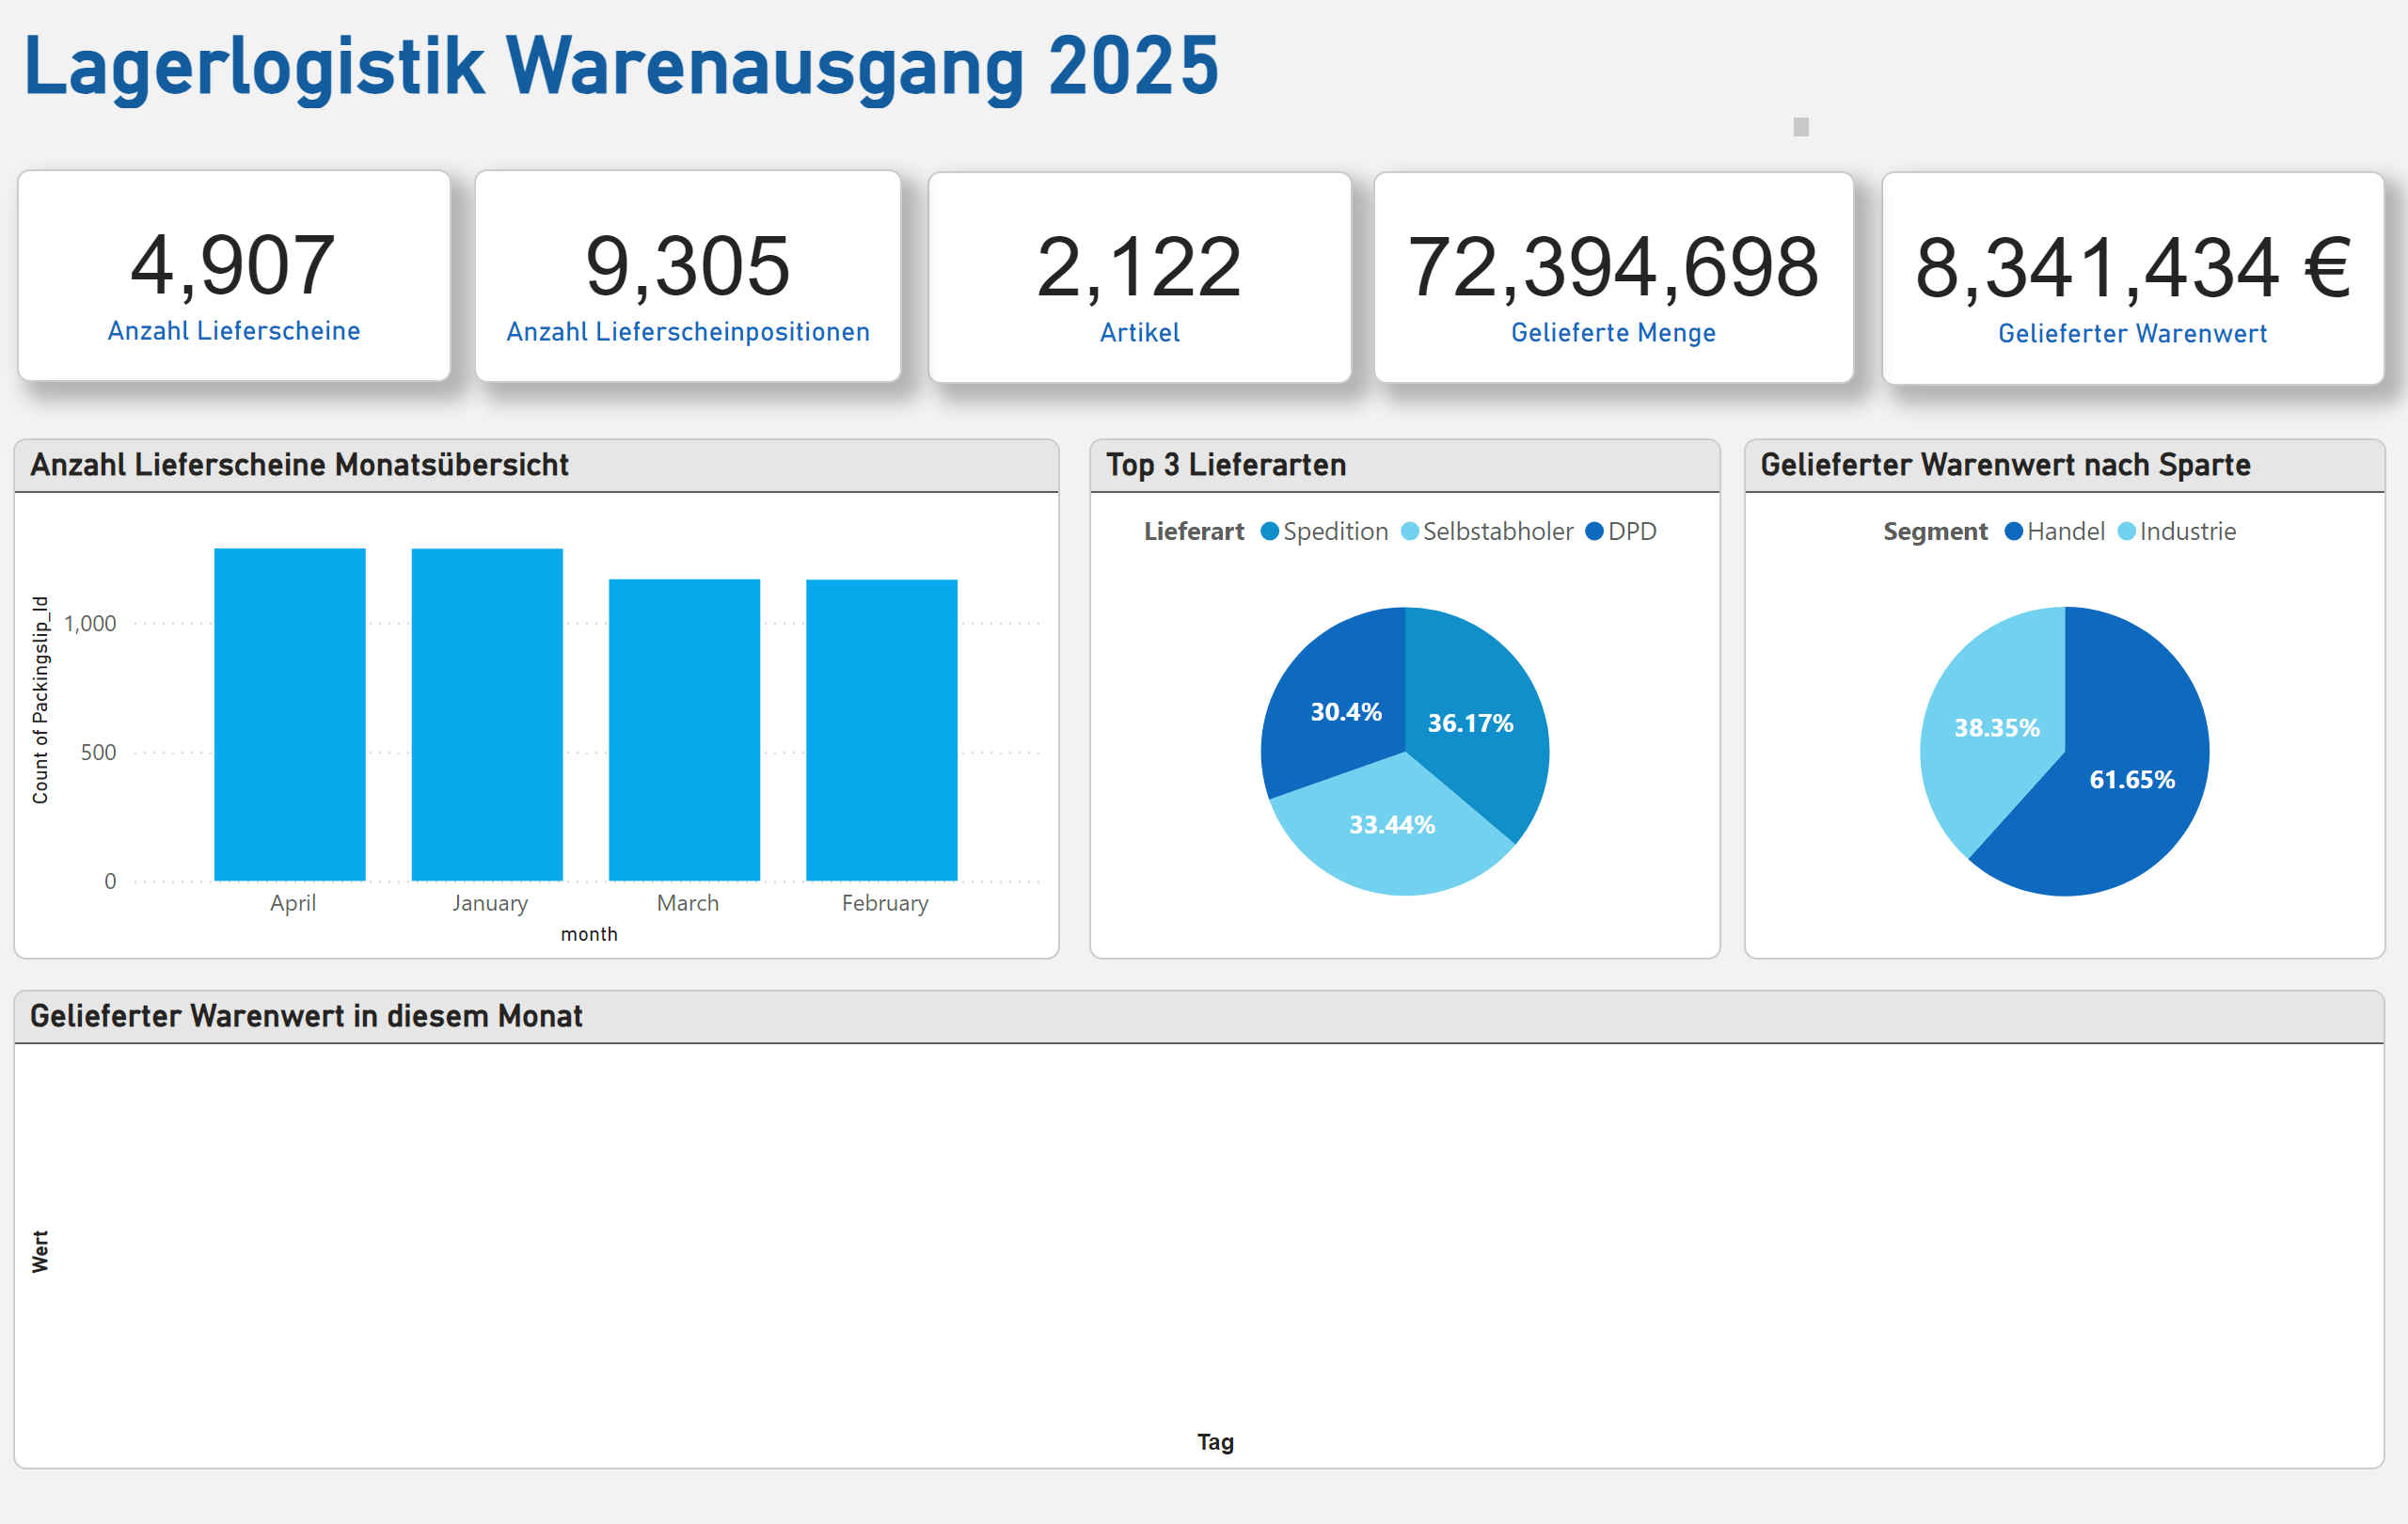 Lagerlogistik Warenausgang 2025
4,907
Anzahl Lieferscheine
9,305
Anzahl Lieferscheinpositionen
2,122
Artikel
72,394,698
Gelieferte Menge
8,341,434 €
Gelieferter Warenwert
Anzahl Lieferscheine Monatsübersicht
Count of Packingslip_Id
1,000
500
0
April January March February
month
Top 3 Lieferarten
Lieferart Spedition Selbstabholer DPD
30.4%
36.17%
33.44%
Gelieferter Warenwert nach Sparte
Segment Handel Industrie
38.35%
61.65%
Gelieferter Warenwert in diesem Monat
Wert
Tag